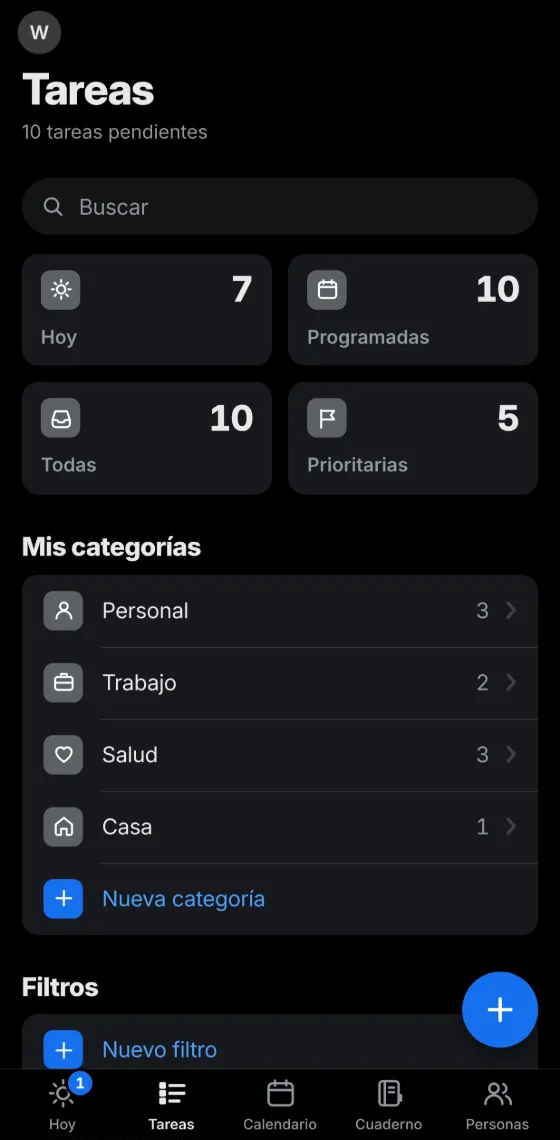 W
Tareas
10 tareas pendientes
Buscar
7
Hoy
10
Programadas
10
Todas
5
Prioritarias
Mis categorías
Personal 3
Trabajo 2
Salud 3
Casa 1
Nueva categoría
Filtros
Nuevo filtro
1
Hoy Tareas Calendario Cuaderno Personas